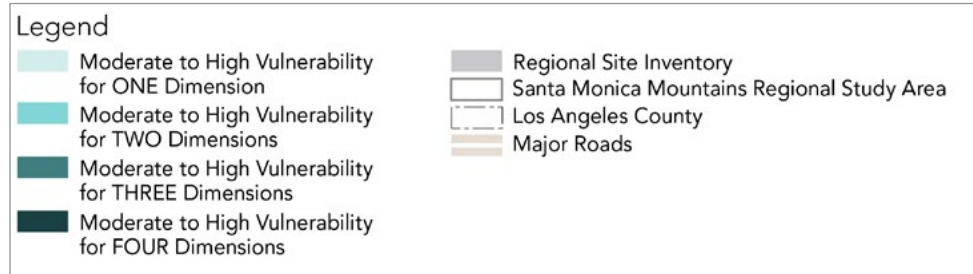 Legend
Moderate to High Vulnerability
for ONE Dimension
Moderate to High Vulnerability
for TWO Dimensions
Moderate to High Vulnerability
for THREE Dimensions
Moderate to High Vulnerability
for FOUR Dimensions
Regional Site Inventory
Santa Monica Mountains Regional Study Area
Los Angeles County
Major Roads